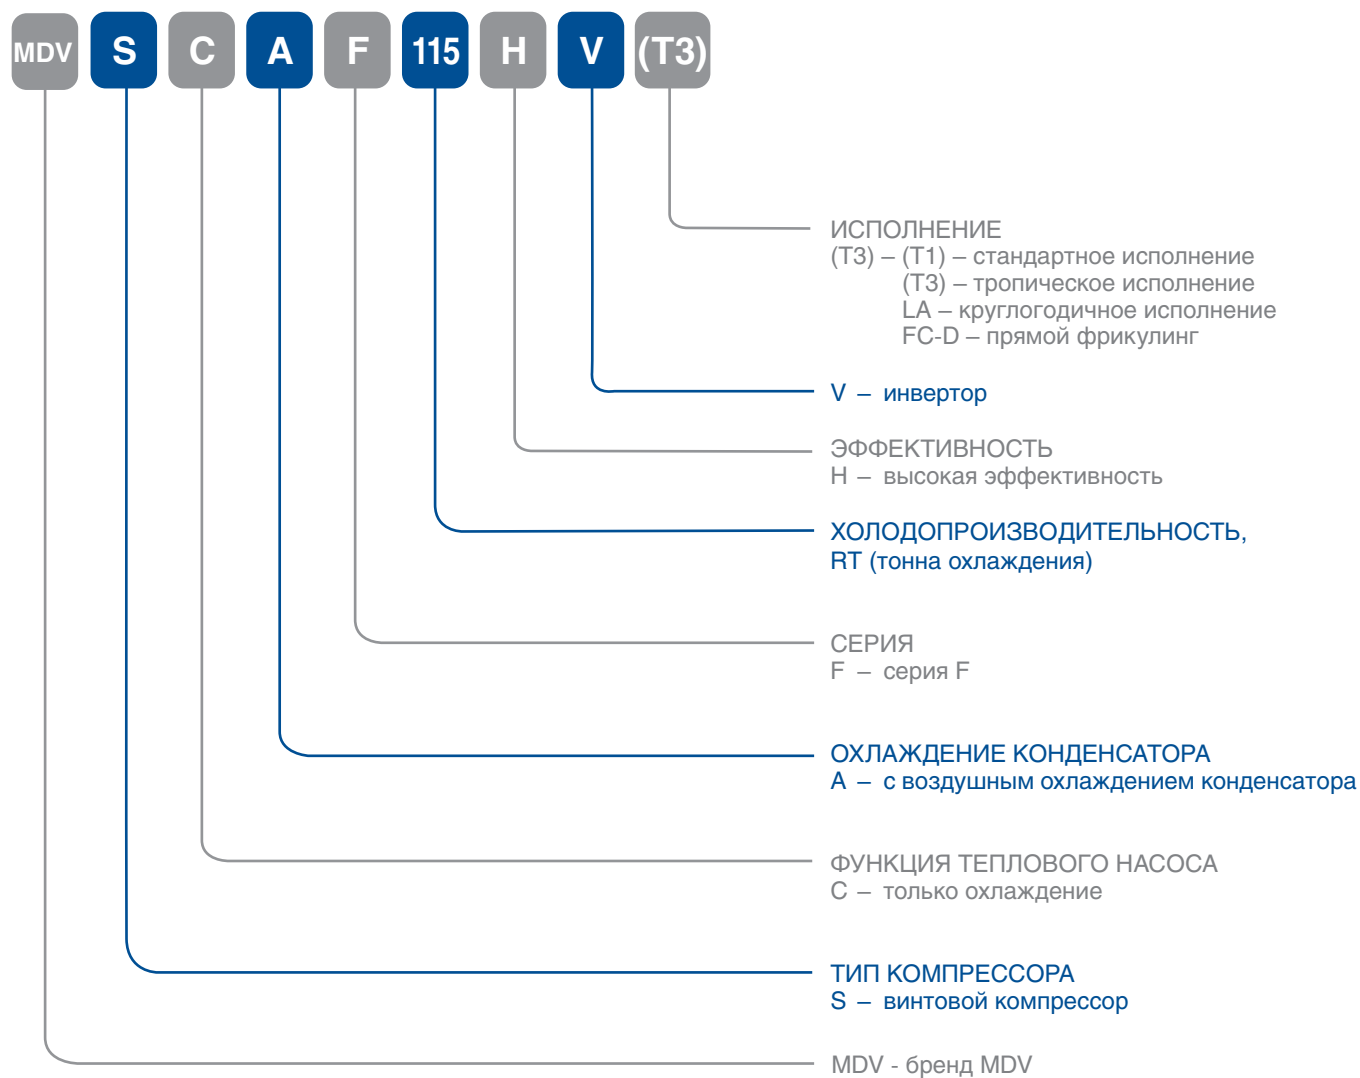 MDV S C A F 115 H V (T3)
ИСПОЛНЕНИЕ
(T3) – (T1) – стандартное исполнение
(T3) – тропическое исполнение
LA – круглогодичное исполнение
FC-D – прямой фрикулинг
V – инвертор
ЭФФЕКТИВНОСТЬ
H – высокая эффективность
ХОЛОДОПРОИЗВОДИТЕЛЬНОСТЬ,
RT (тонна охлаждения)
СЕРИЯ
F – серия F
ОХЛАЖДЕНИЕ КОНДЕНСАТОРА
A – с воздушным охлаждением конденсатора
ФУНКЦИЯ ТЕПЛОВОГО НАСОСА
C – только охлаждение
ТИП КОМПРЕССОРА
S – винтовой компрессор
MDV - бренд MDV